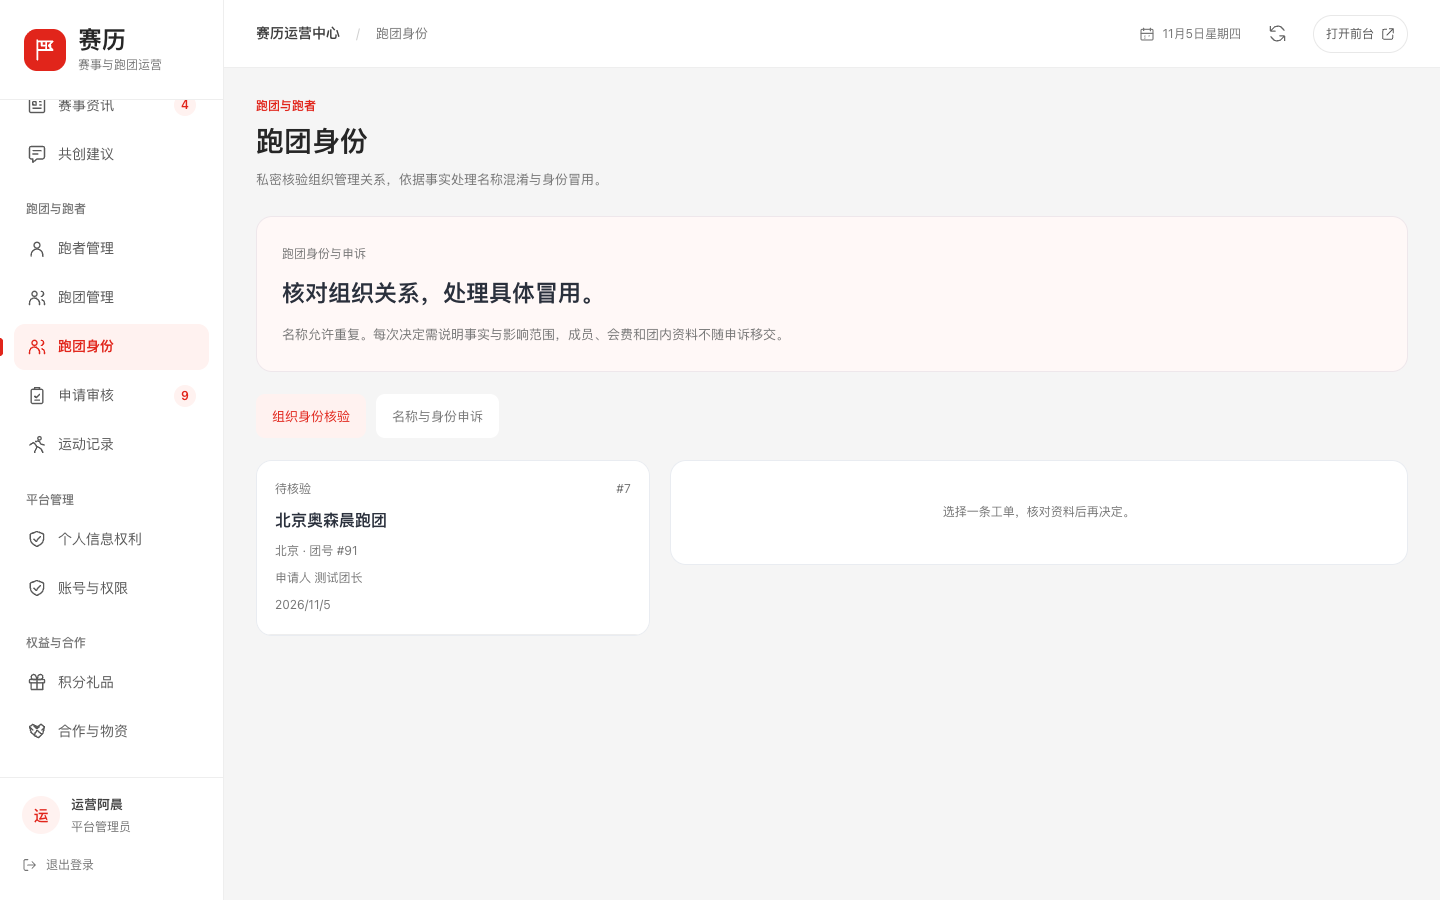 赛历
赛事与跑团运营
赛事资讯 4
共创建议
跑团与跑者
跑者管理
跑团管理
跑团身份
申请审核 9
运动记录
平台管理
个人信息权利
账号与权限
权益与合作
积分礼品
合作与物资
运
运营阿晨
平台管理员
退出登录
赛历运营中心 / 跑团身份
11月5日星期四
打开前台
跑团与跑者
跑团身份
私密核验组织管理关系，依据事实处理名称混淆与身份冒用。
跑团身份与申诉
核对组织关系，处理具体冒用。
名称允许重复。每次决定需说明事实与影响范围，成员、会费和团内资料不随申诉移交。
组织身份核验
名称与身份申诉
待核验 #7
北京奥森晨跑团
北京 · 团号 #91
申请人 测试团长
2026/11/5
选择一条工单，核对资料后再决定。